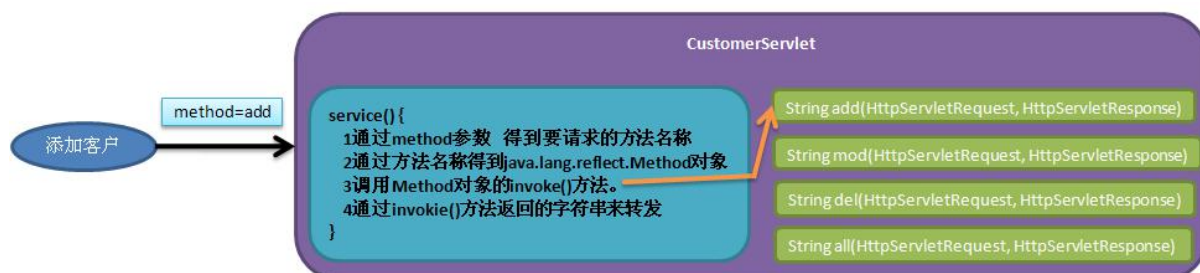 CustomerServlet
method=add
添加客户
service() {
1通过method参数 得到要请求的方法名称
2通过方法名称得到java.lang.reflect.Method对象
3调用Method对象的invoke()方法。
4通过invokie()方法返回的字符串来转发
}
String add(HttpServletRequest, HttpServletResponse)
String mod(HttpServletRequest, HttpServletResponse)
String del(HttpServletRequest, HttpServletResponse)
String all(HttpServletRequest, HttpServletResponse)